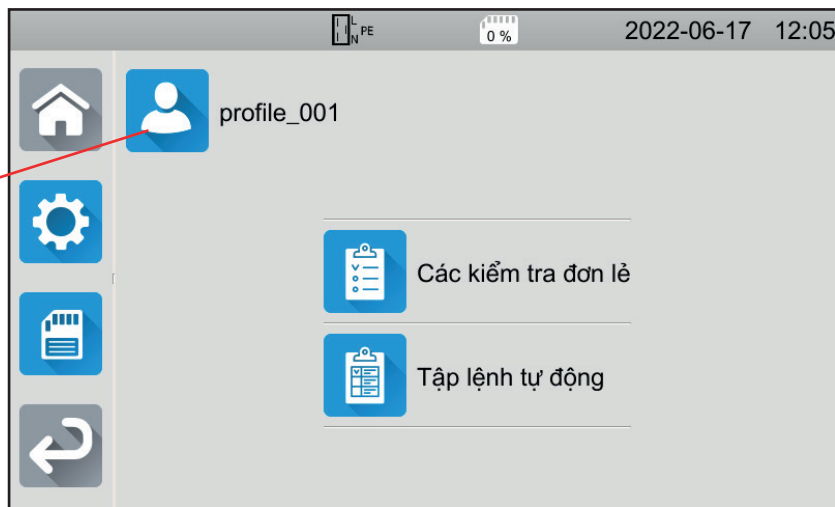 L
N PE
0 %
2022-06-17 12:05
profile_001
Các kiểm tra đơn lẻ
Tập lệnh tự động